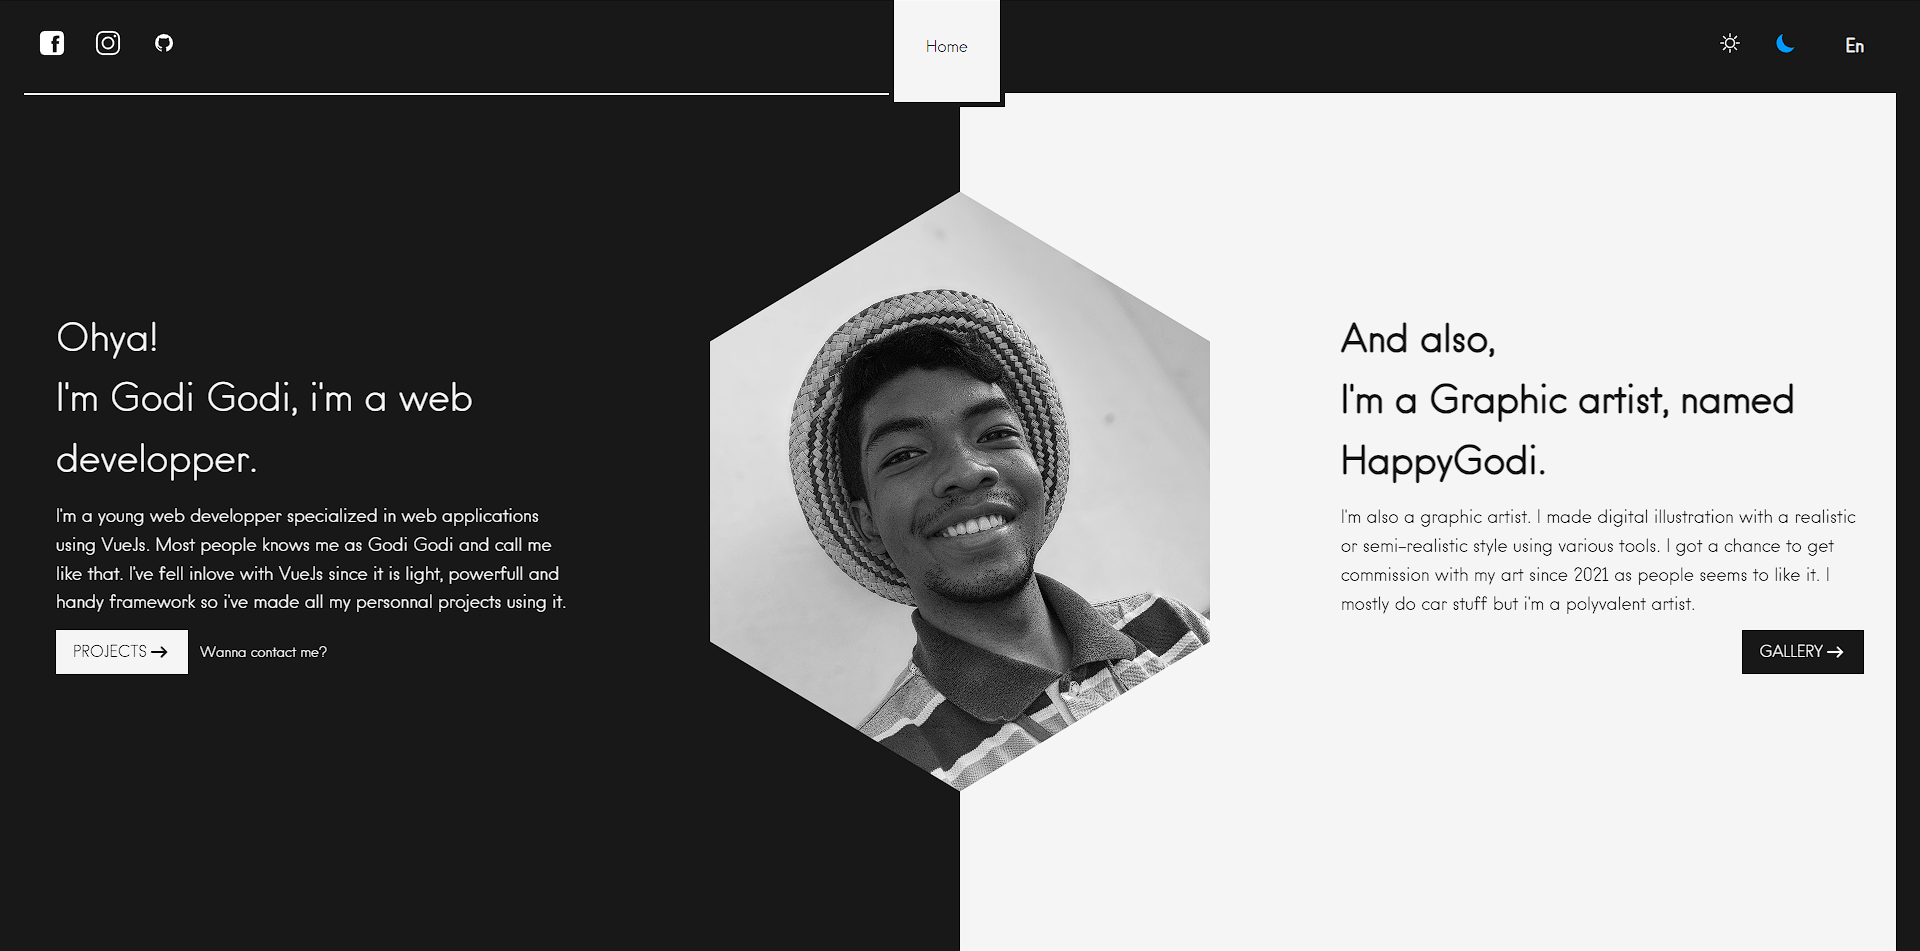 Home
En
Ohya!
I'm Godi Godi, i'm a web
developper.
I'm a young web developper specialized in web applications
using VueJs. Most people knows me as Godi Godi and call me
like that. I've fell inlove with VueJs since it is light, powerfull and
handy framework so i've made all my personnal projects using it.
PROJECTS
Wanna contact me?
And also,
I'm a Graphic artist, named
HappyGodi.
I'm also a graphic artist. I made digital illustration with a realistic
or semi-realistic style using various tools. I got a chance to get
commission with my art since 2021 as people seems to like it. I
mostly do car stuff but i'm a polyvalent artist.
GALLERY